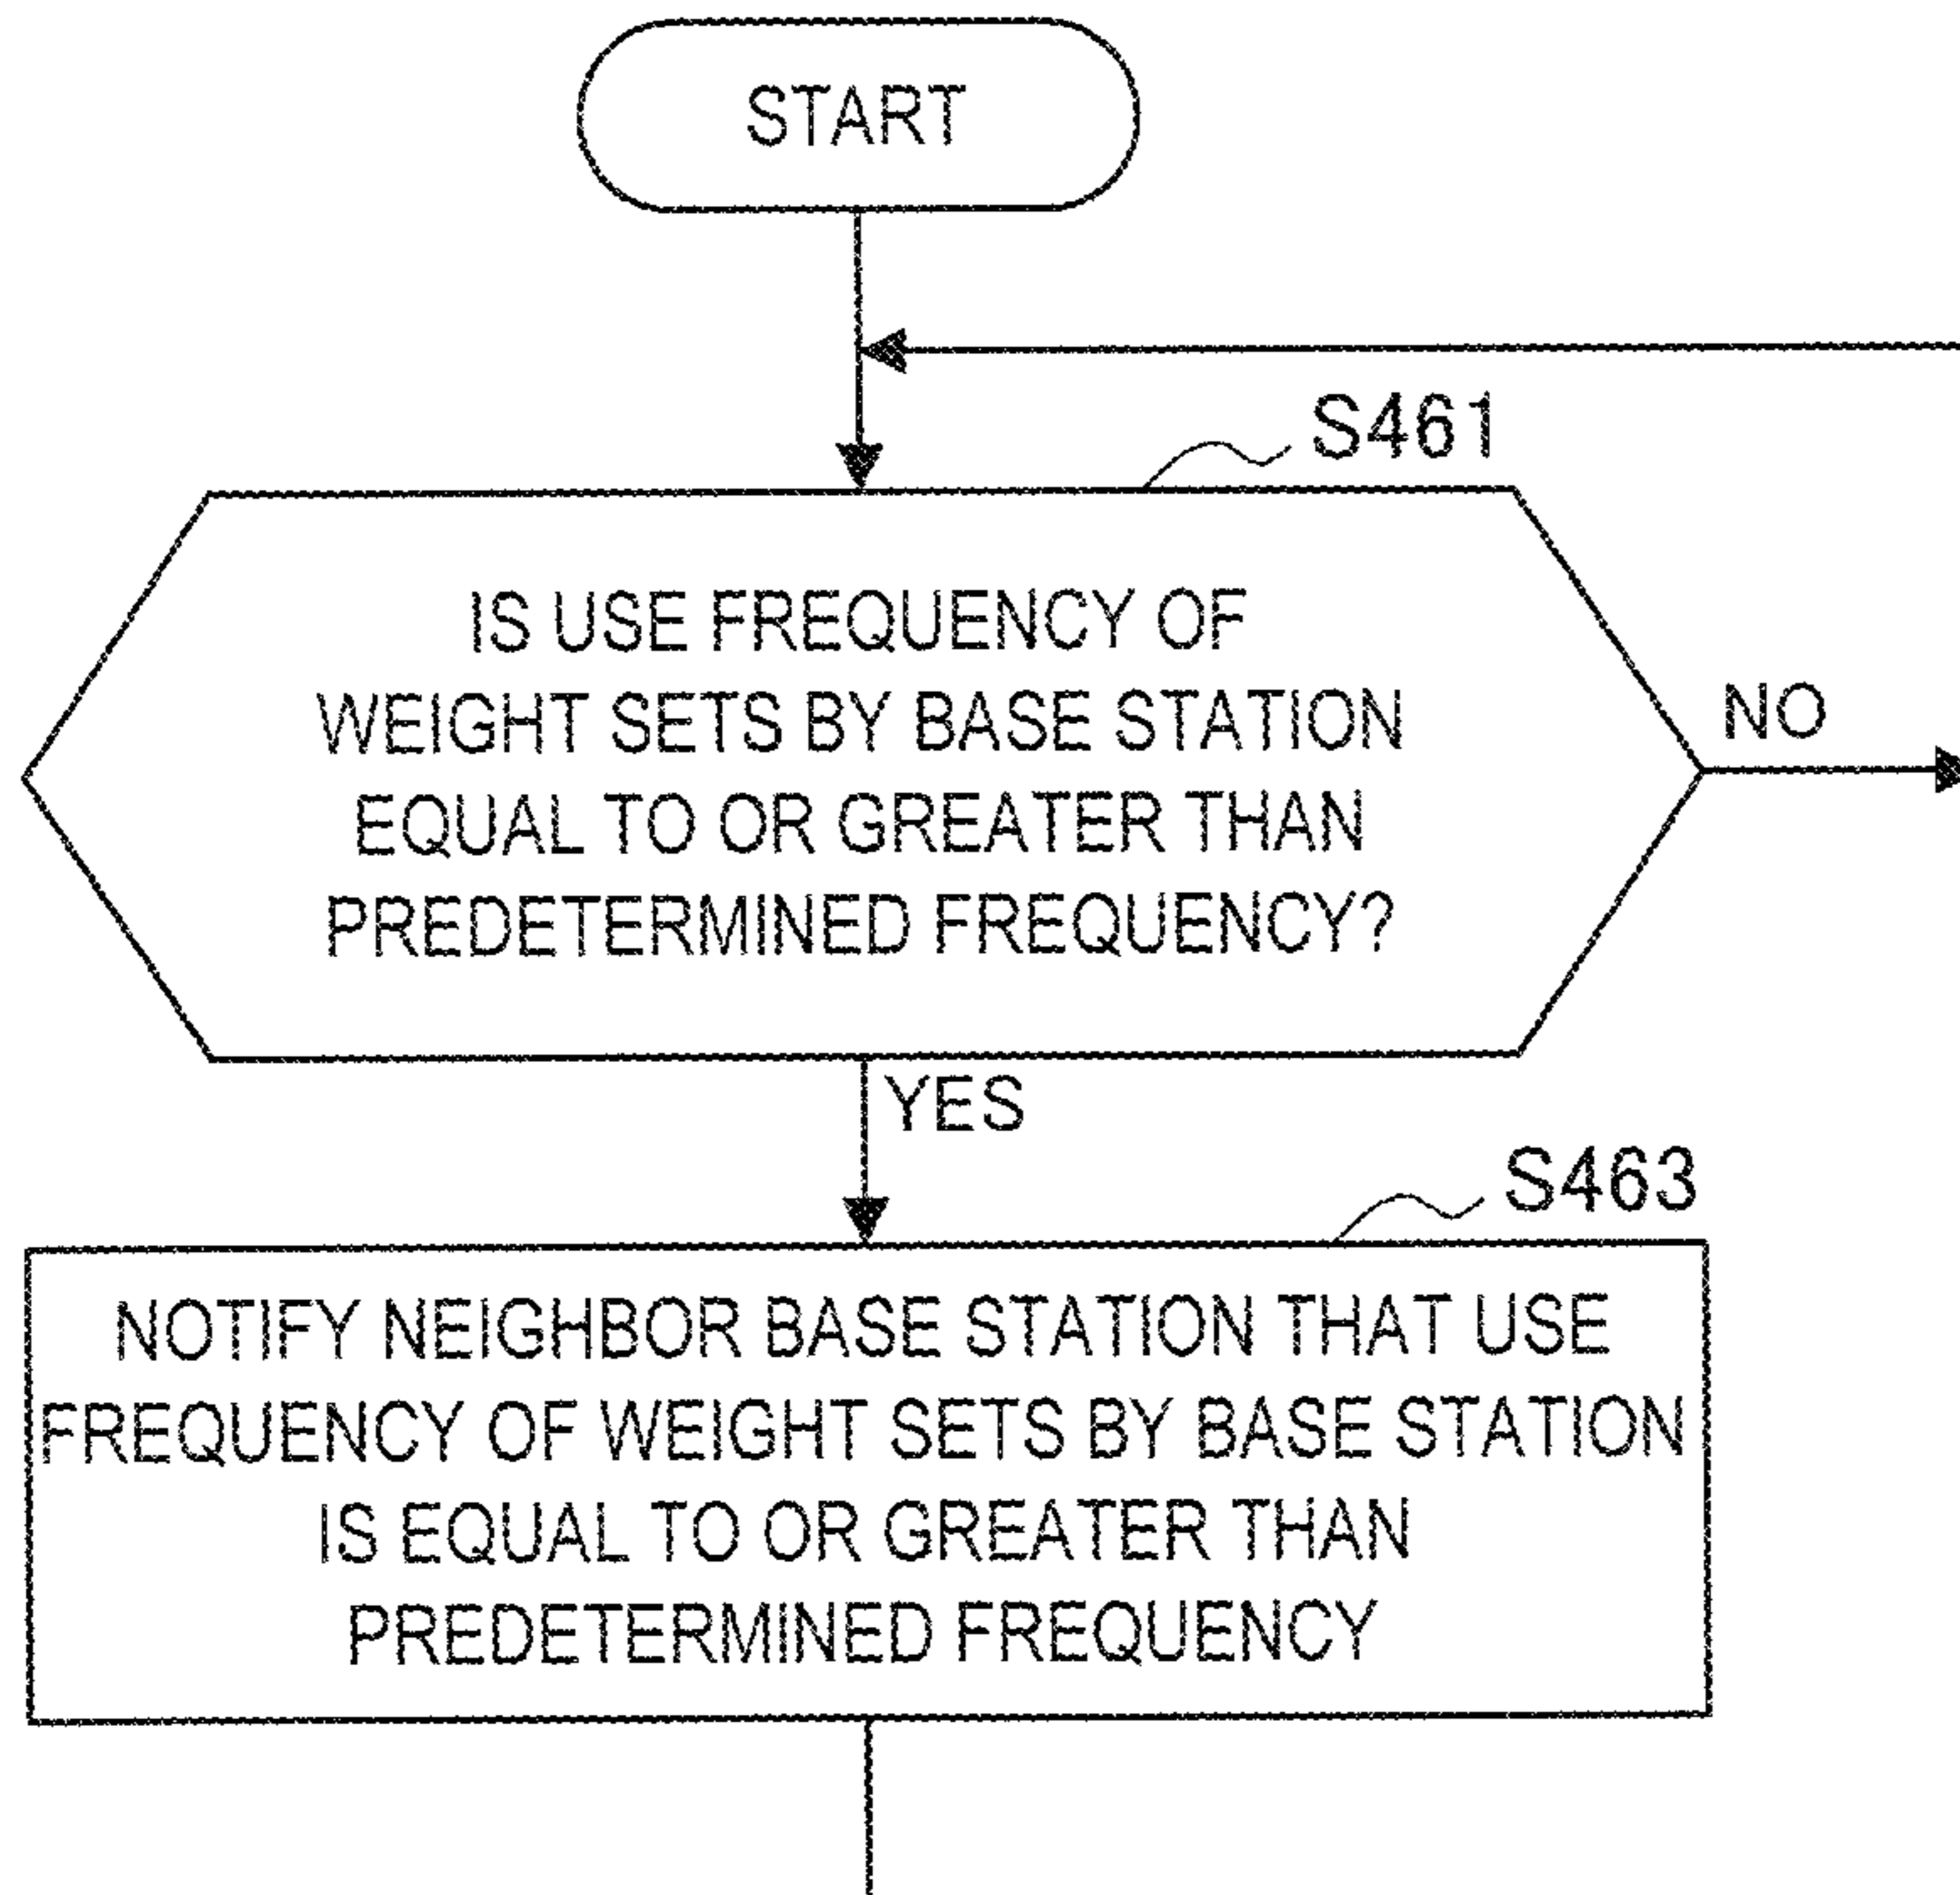 START
S461
IS USE FREQUENCY OF
WEIGHT SETS BY BASE STATION
EQUAL TO OR GREATER THAN
PREDETERMINED FREQUENCY?
NO
YES
S463
NOTIFY NEIGHBOR BASE STATION THAT USE
FREQUENCY OF WEIGHT SETS BY BASE STATION
IS EQUAL TO OR GREATER THAN
PREDETERMINED FREQUENCY